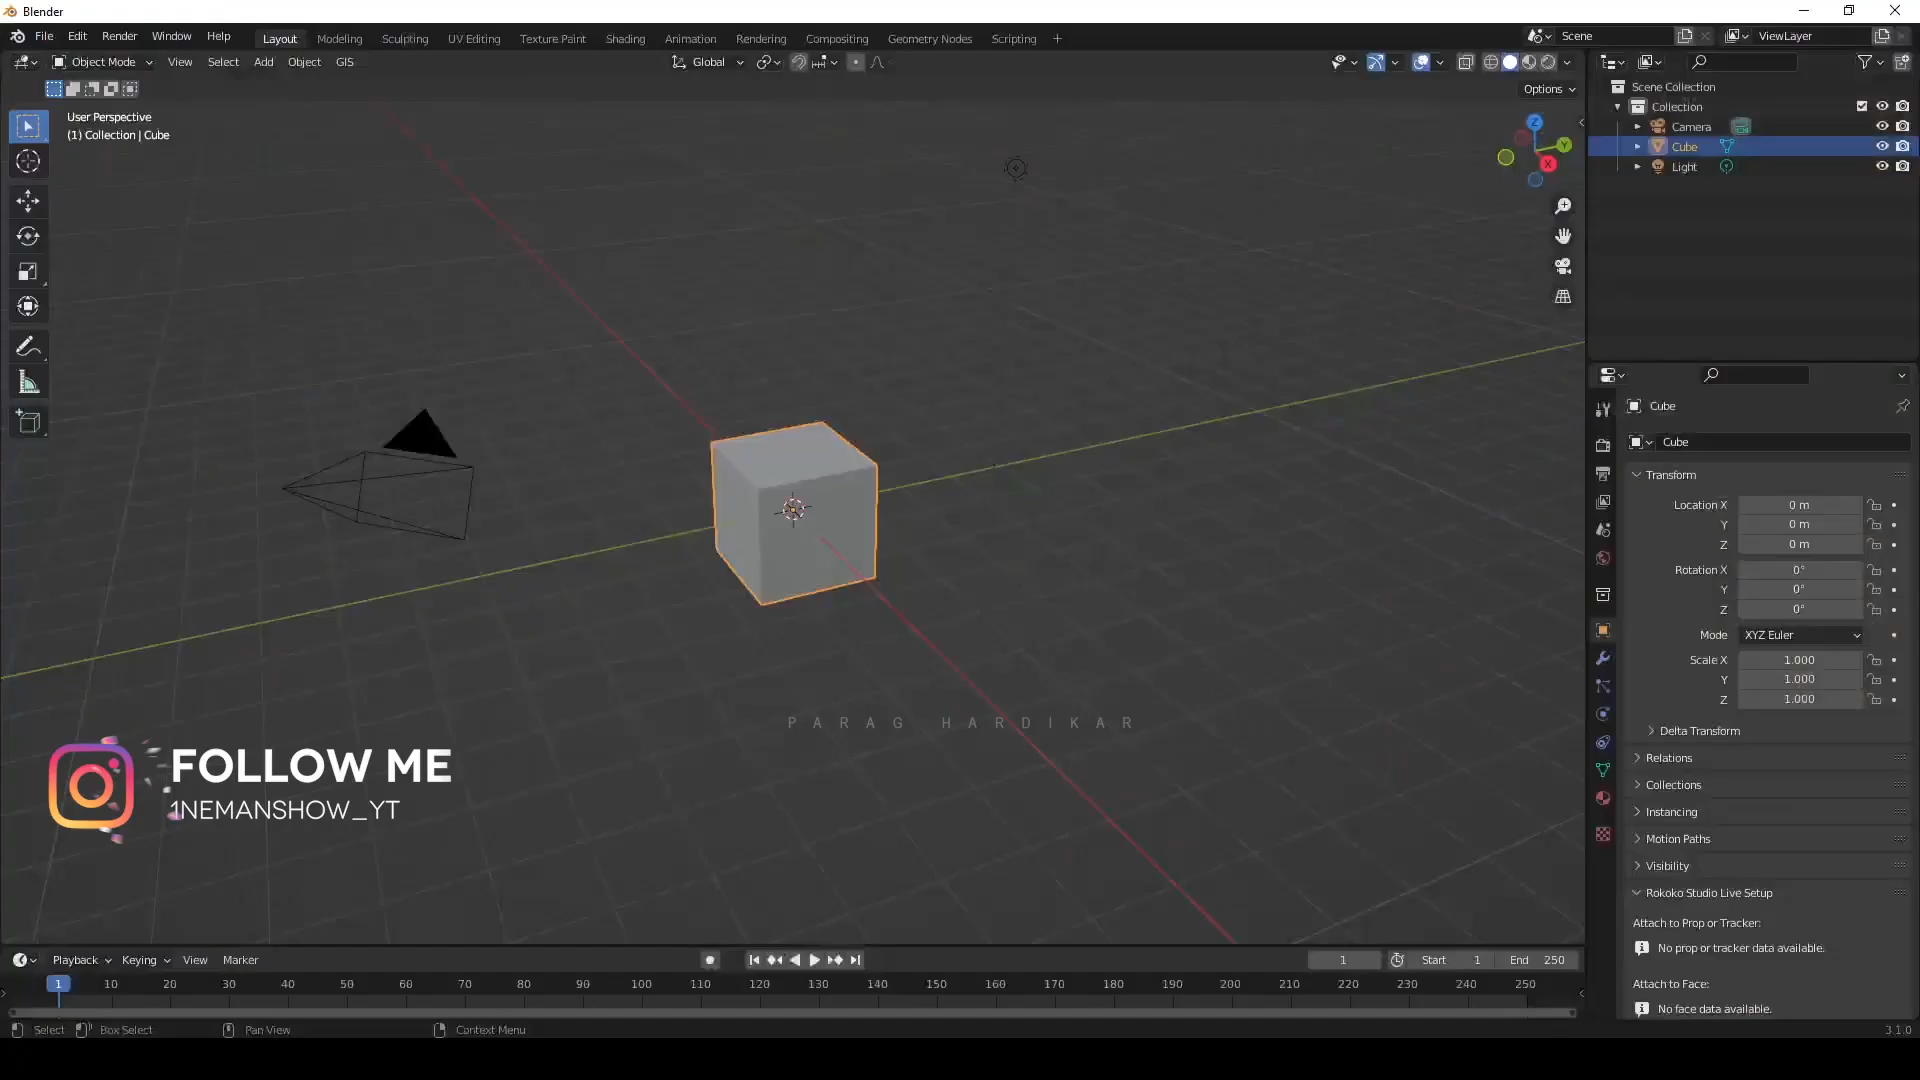 Blender
File Edit Render Window Help Layout Modeling Sculpting UV Editing Texture Paint Shading Animation Rendering Compositing Geometry Nodes Scripting + Scene ViewLayer
Object Mode View Select Add Object GIS Global
Options
User Perspective
(1) Collection | Cube
Z
Y
X
Scene Collection
Collection
Camera
Cube
Light
Cube
Cube
Transform
Location X 0 m
Y 0 m
Z 0 m
Rotation X 0°
Y 0°
Z 0°
Mode XYZ Euler
Scale X 1.000
Y 1.000
Z 1.000
Delta Transform
Relations
Collections
Instancing
Motion Paths
Visibility
Rokoko Studio Live Setup
Attach to Prop or Tracker:
No prop or tracker data available.
Attach to Face:
No face data available.
PARAG HARDIKAR
FOLLOW ME
1NEMANSHOW_YT
Playback Keying View Marker 1 Start 1 End 250
1 10 20 30 40 50 60 70 80 90 100 110 120 130 140 150 160 170 180 190 200 210 220 230 240 250
Select Box Select Pan View Context Menu 3.1.0